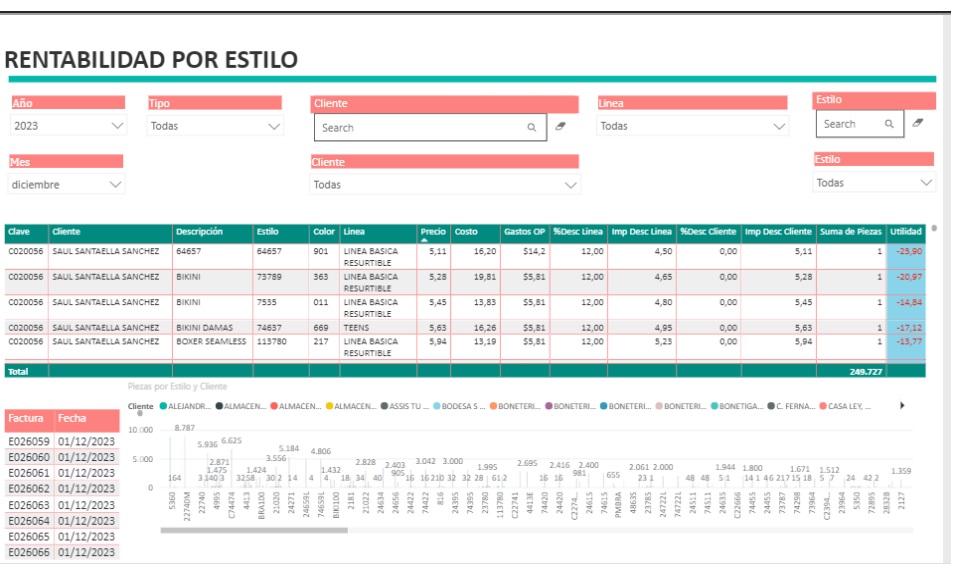 RENTABILIDAD POR ESTILO
Año Tipo Cliente Linea Estilo
2023 Todas Search Todas Search
Mes Cliente Estilo
diciembre Todas Todas
Clave Cliente Descripción Estilo Color Linea Precio Costo Gastos OP %Desc Linea Imp Desc Linea %Desc Cliente Imp Desc Cliente Suma de Piezas Utilidad
C020056 SAUL SANTAELLA SANCHEZ 64657 64657 901 LINEA BASICA RESURTIBLE 5,11 16,20 $14,2 12,00 4,50 0,00 5,11 1 -25,90
C020056 SAUL SANTAELLA SANCHEZ BIKINI 73789 363 LINEA BASICA RESURTIBLE 5,28 19,81 $5,81 12,00 4,65 0,00 5,28 1 -20,97
C020056 SAUL SANTAELLA SANCHEZ BIKINI 7535 011 LINEA BASICA RESURTIBLE 5,45 13,83 $5,81 12,00 4,80 0,00 5,45 1 -14,84
C020056 SAUL SANTAELLA SANCHEZ BIKINI DAMAS 74637 669 TEENS 5,63 16,26 $5,81 12,00 4,95 0,00 5,63 1 -17,12
C020056 SAUL SANTAELLA SANCHEZ BOXER SEAMLESS 113780 217 LINEA BASICA RESURTIBLE 5,94 13,19 $5,81 12,00 5,23 0,00 5,94 1 -13,77
Total 249.727
Piezas por Estilo y Cliente
Cliente ALEJANDR... ALMACEN... ALMACEN... ALMACEN... ASSIS TU ... BODESA S ... BONETERI... BONETERI... BONETERI... BONETERI... BONETIGA... C. FERNA... CASA LEY, ...
Factura Fecha
E026059 01/12/2023
E026060 01/12/2023
E026061 01/12/2023
E026062 01/12/2023
E026063 01/12/2023
E026064 01/12/2023
E026065 01/12/2023
E026066 01/12/2023
10.000
5.000
0
164 8.787 5.936 3.140 3 1.475 2.871 6.625 3258 1.424 3.556 30 2 5.184 14 4.806 4 4 1.432 18 34 2.828 40 905 2.403 16 3.042 16 210 3.000 32 32 28 1.995 61 2 2.695 16 2.416 16 981 2.400 655 23 1 2.061 2.000 48 48 5 1 1.944 1.800 14 1 46 217 15 18 1.671 1.512 5 7 24 42 2 1.359
5360 22740M 22740 4995 C74474 4413 BRA100 21020 24271 24659L 74659L BIKI100 2181 21022 24634 24656 24422 74422 816 24395 74395 23780 113780 C22741 4413E 74420 24420 C2274... 24615 74615 PMBRA 48635 23785 24722L 74722L 24511 74511 24635 C22666 74455 24455 73787 74298 73964 C2394... 23964 5350 72895 28328 2127